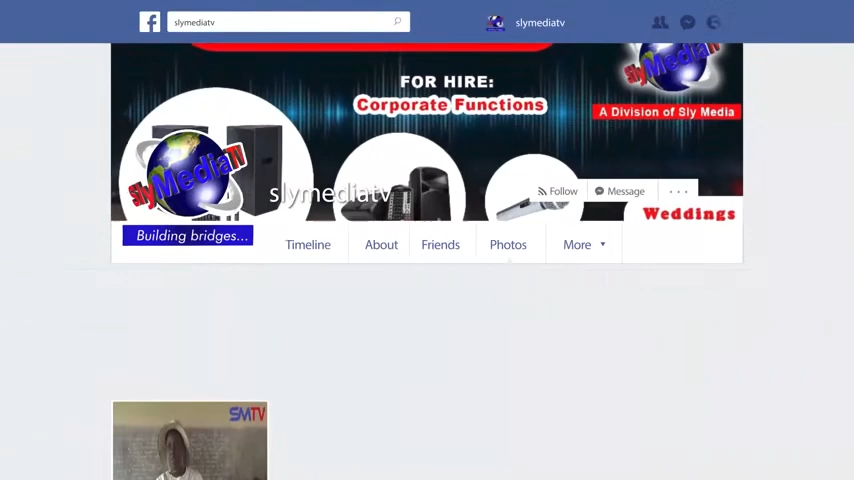 slymediatv
slymediatv
FOR HIRE:
Corporate Functions
SlyMediaTV
A Division of Sly Media
SlyMediaTV
slymediatv
Follow
Message
Weddings
Building bridges...
Timeline
About
Friends
Photos
More
SMTV